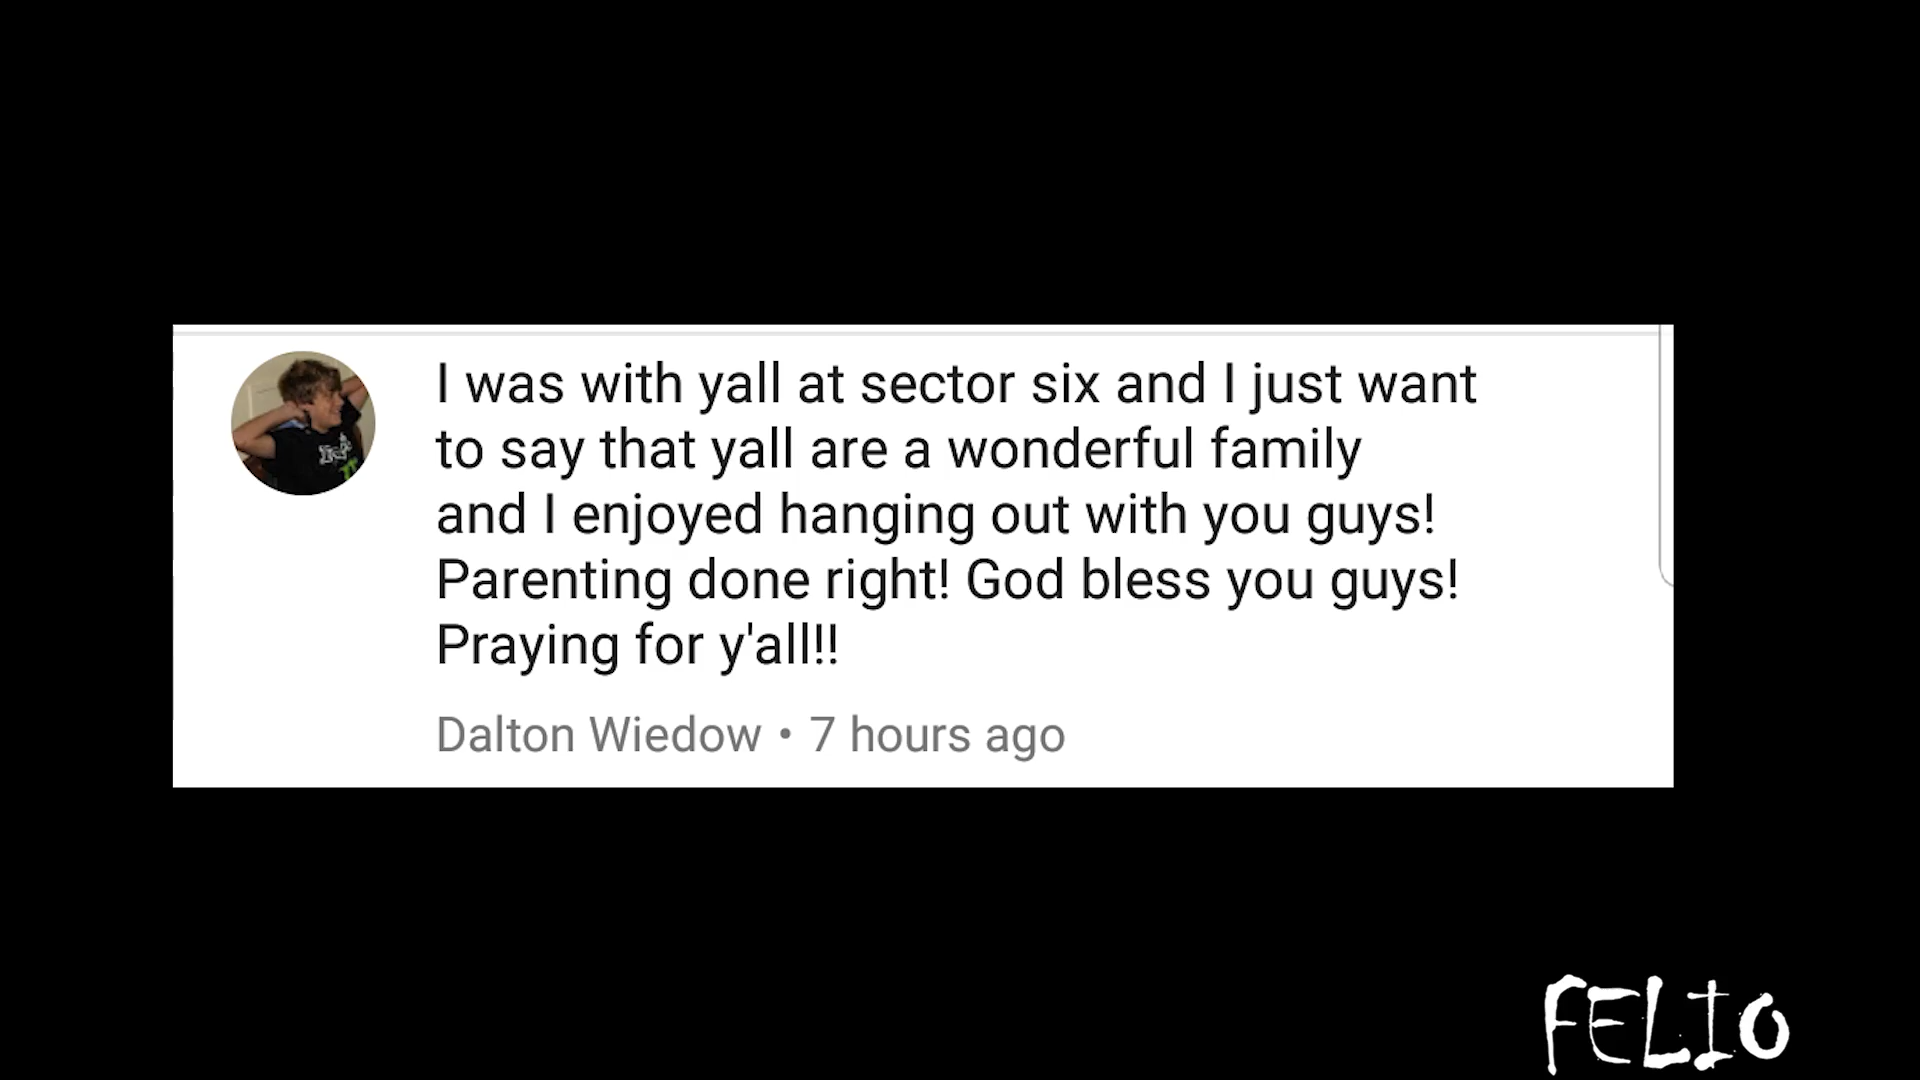 I was with yall at sector six and I just want
to say that yall are a wonderful family
and I enjoyed hanging out with you guys!
Parenting done right! God bless you guys!
Praying for y'all!!
Dalton Wiedow • 7 hours ago
FELIO